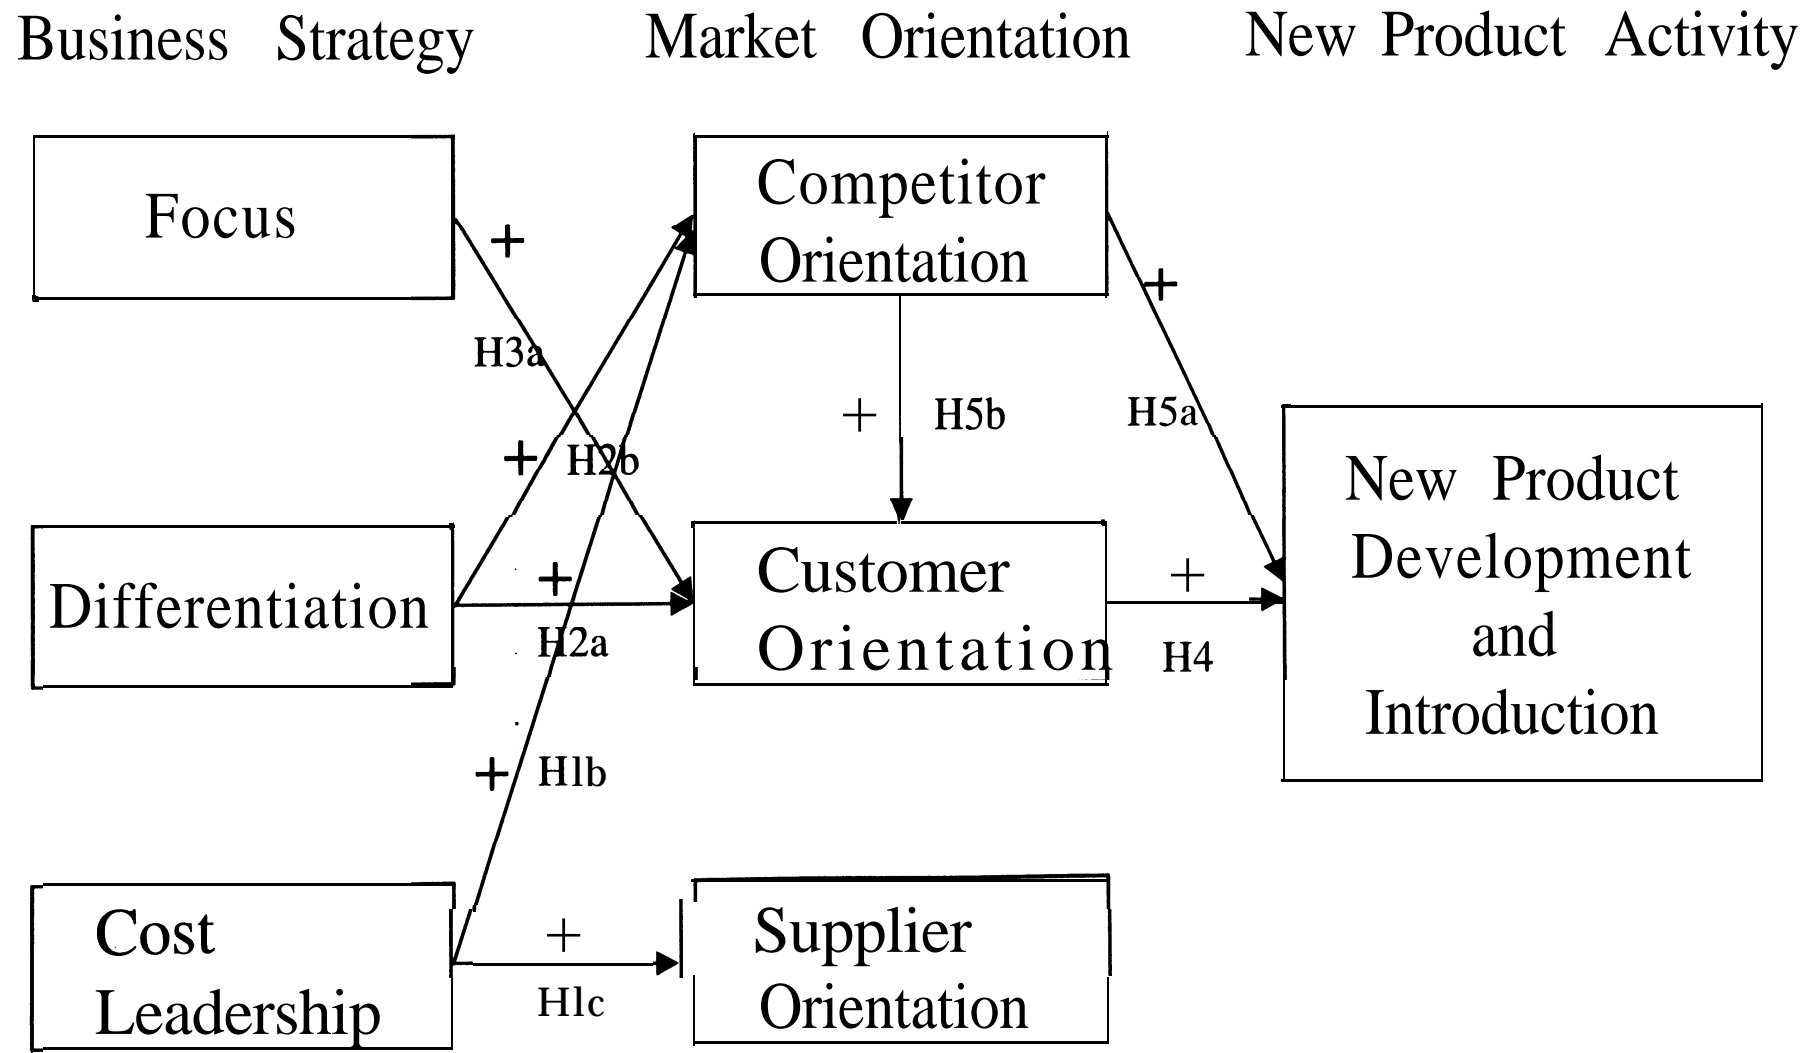 Business Strategy
Market Orientation
New Product Activity
Focus
Competitor
Orientation
+
+
H3a
+
H5b
H5a
+
H2b
New Product
Development
and
Introduction
Differentiation
+
H2a
Customer
Orientation
+
H4
+
H1b
Cost
Leadership
+
H1c
Supplier
Orientation